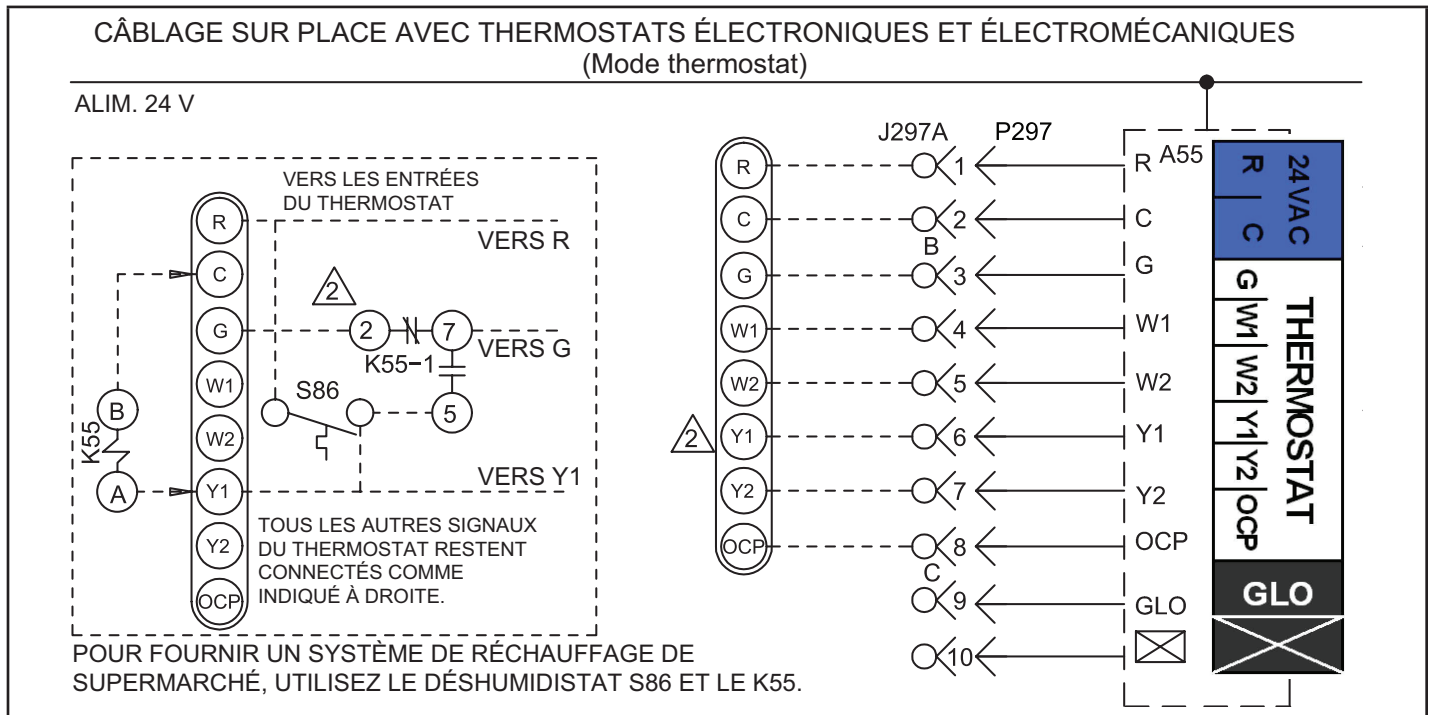 CÂBLAGE SUR PLACE AVEC THERMOSTATS ÉLECTRONIQUES ET ÉLECTROMÉCANIQUES
(Mode thermostat)
ALIM. 24 V
VERS LES ENTRÉES
DU THERMOSTAT
R
VERS R
C
2
G
2
7
VERS G
K55-1
W1
S86
5
B
W2
K55
A
Y1
VERS Y1
TOUS LES AUTRES SIGNAUX
DU THERMOSTAT RESTENT
CONNECTÉS COMME
INDIQUÉ À DROITE.
Y2
OCP
POUR FOURNIR UN SYSTÈME DE RÉCHAUFFAGE DE
SUPERMARCHÉ, UTILISEZ LE DÉSHUMIDISTAT S86 ET LE K55.
J297A P297
R 1 R A55
C 2 C
B
G 3 G
W1 4 W1
W2 5 W2
2 Y1 6 Y1
Y2 7 Y2
OCP 8 OCP
C
9 GLO
10
24VAC
R C
THERMOSTAT
G W1 W2 Y1 Y2 OCP
GLO